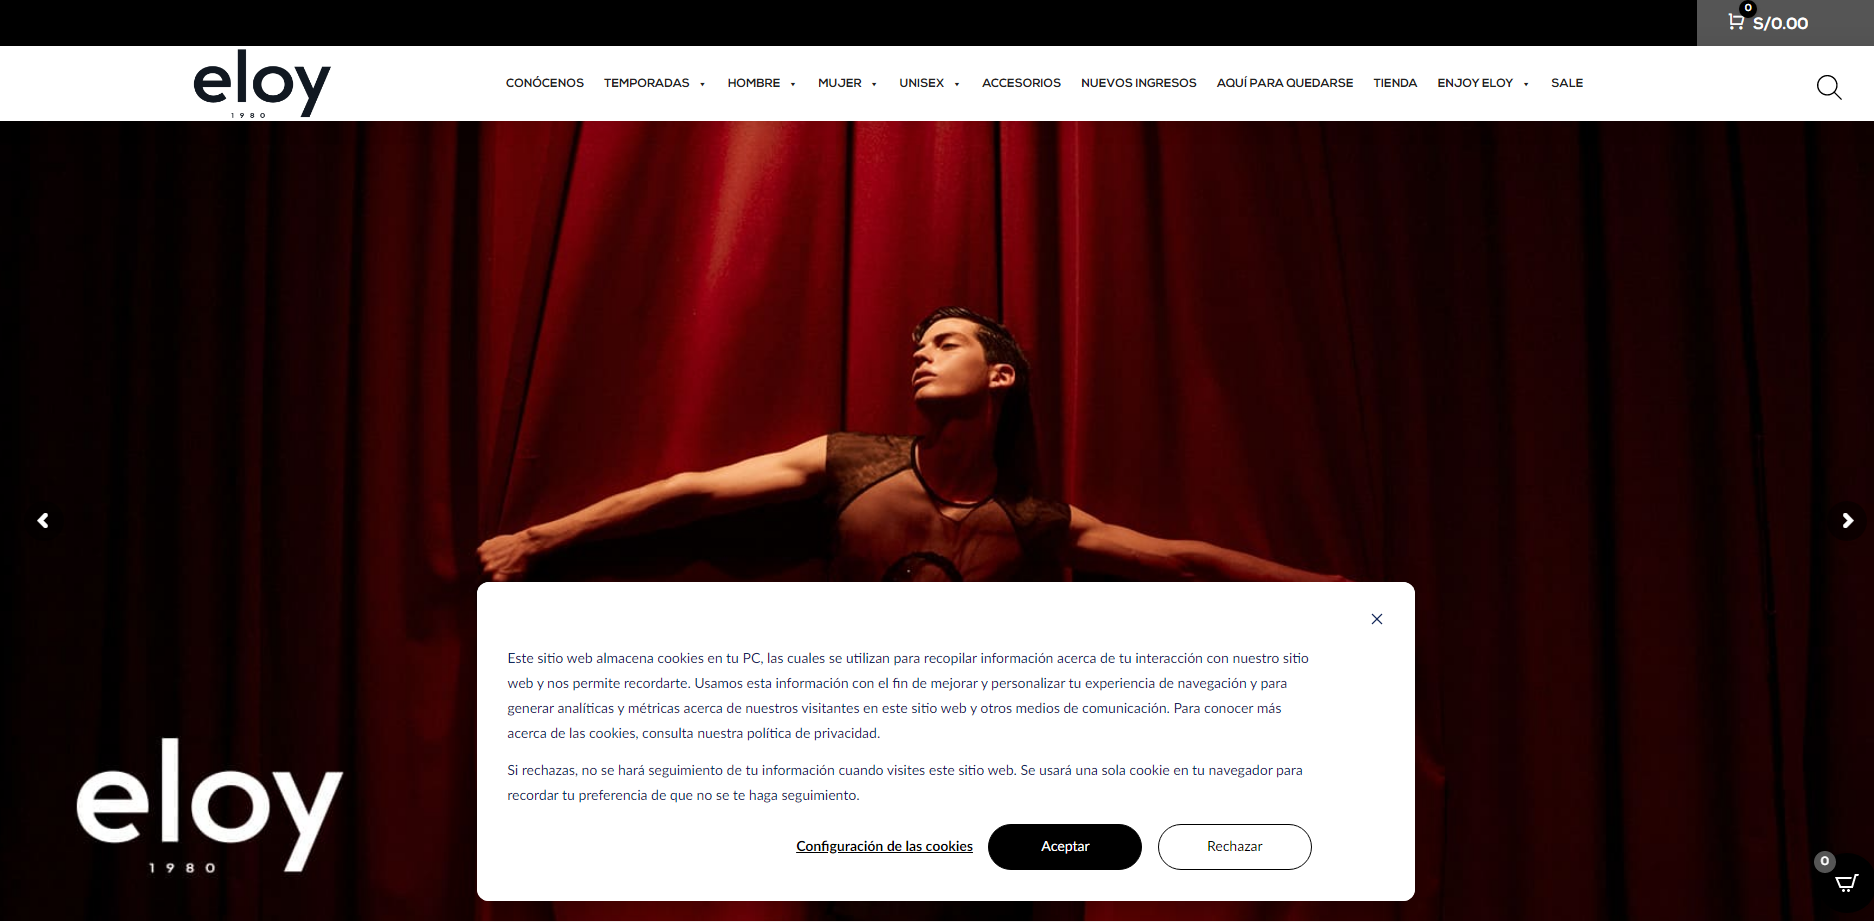 0
S/0.00
eloy
1980
CONÓCENOS TEMPORADAS HOMBRE MUJER UNISEX ACCESORIOS NUEVOS INGRESOS AQUÍ PARA QUEDARSE TIENDA ENJOY ELOY SALE
Este sitio web almacena cookies en tu PC, las cuales se utilizan para recopilar información acerca de tu interacción con nuestro sitio
web y nos permite recordarte. Usamos esta información con el fin de mejorar y personalizar tu experiencia de navegación y para
generar analíticas y métricas acerca de nuestros visitantes en este sitio web y otros medios de comunicación. Para conocer más
acerca de las cookies, consulta nuestra política de privacidad.
Si rechazas, no se hará seguimiento de tu información cuando visites este sitio web. Se usará una sola cookie en tu navegador para
recordar tu preferencia de que no se te haga seguimiento.
Configuración de las cookies Aceptar Rechazar
eloy
1980
0